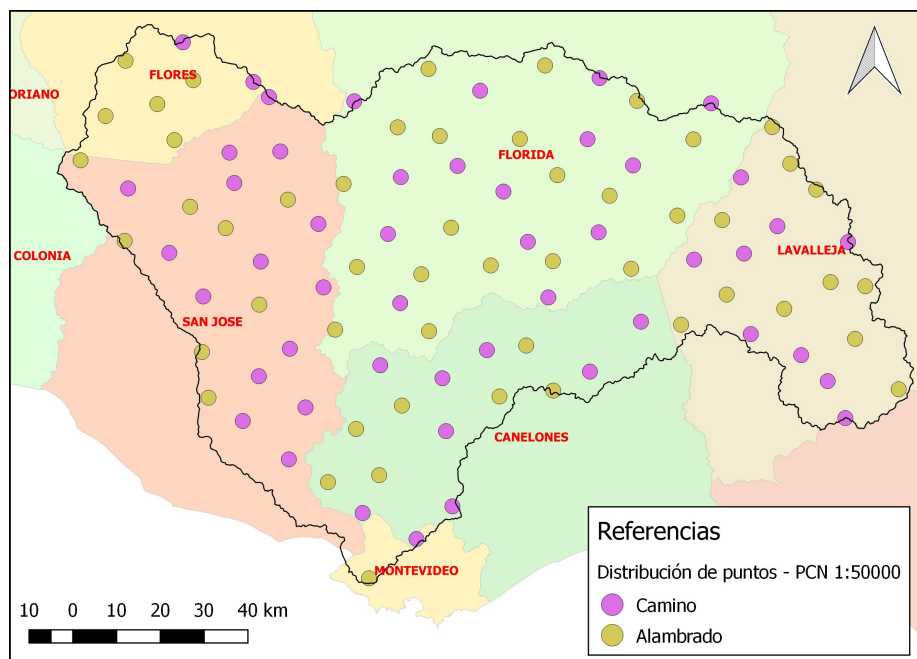 FLORES
ORIANO
FLORIDA
COLONIA
LAVALLEJA
SAN JOSE
CANELONES
MONTEVIDEO
Referencias
Distribución de puntos - PCN 1:50000
Camino
Alambrado
10 0 10 20 30 40 km